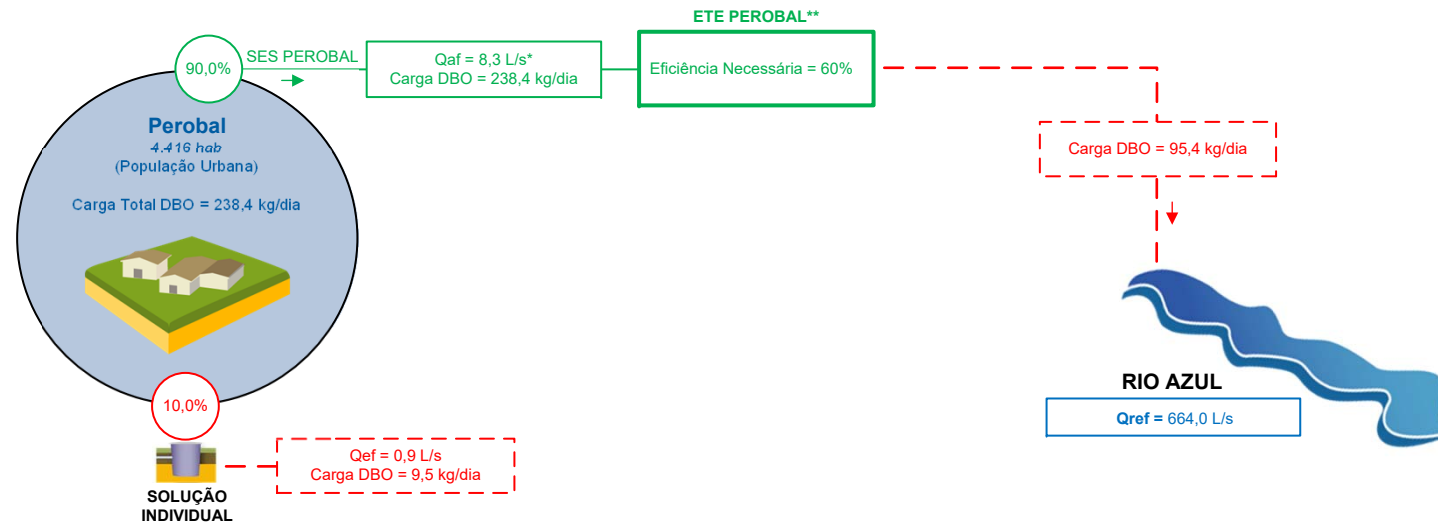 ETE PEROBAL**
90,0%
SES PEROBAL
Qaf = 8,3 L/s*
Carga DBO = 238,4 kg/dia
Eficiência Necessária = 60%
Perobal
4.416 hab
(População Urbana)
Carga Total DBO = 238,4 kg/dia
Carga DBO = 95,4 kg/dia
RIO AZUL
Qref = 664,0 L/s
10,0%
Qef = 0,9 L/s
Carga DBO = 9,5 kg/dia
SOLUÇÃO
INDIVIDUAL